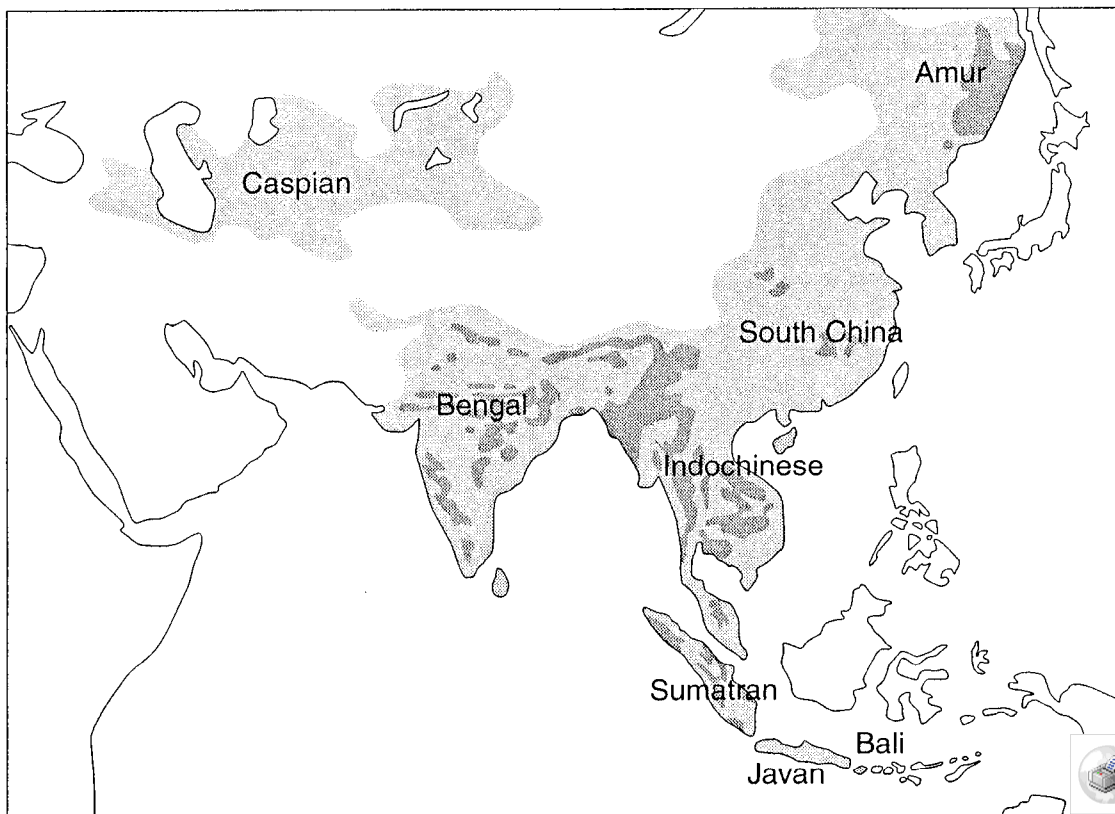 Amur
Caspian
South China
Bengal
Indochinese
Sumatran
Bali
Javan